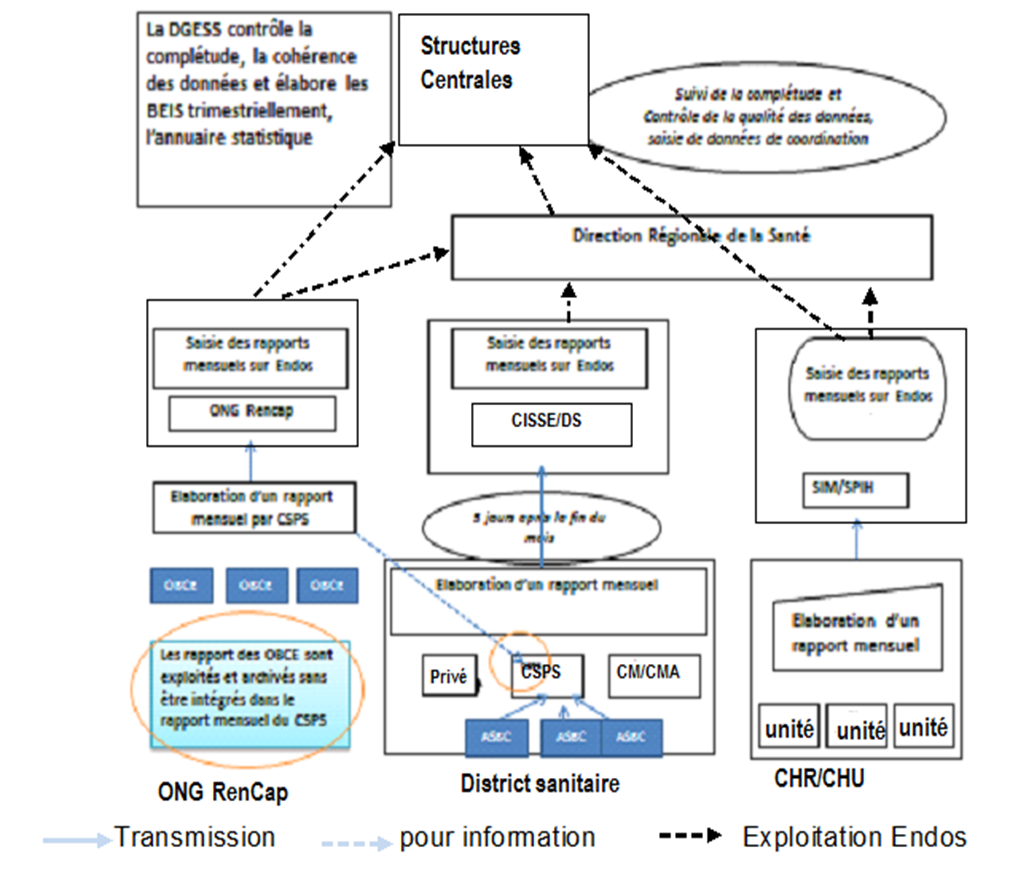 La DGESS contrôle la
complétude, la cohérence
des données et élabore les
BEIS trimestriellement,
l'annuaire statistique
Structures
Centrales
Suivi de la complétude et
Contrôle de la qualité des données,
saisie de données de coordination
Direction Régionale de la Santé
Saisie des rapports
mensuels sur Endos
ONG Rencap
Saisie des rapports
mensuels sur Endos
CISSE/DS
Saisie des rapports
mensuels sur Endos
SIM/SPIH
Elaboration d'un rapport
mensuel par CSPS
5 jours après la fin du
mois
OBCE
OBCE
OBCE
Les rapport des OBCE sont
exploités et archivés sans
être intégrés dans le
rapport mensuel du CSPS
ONG RenCap
Elaboration d'un rapport mensuel
Privé
CSPS
CM/CMA
ASBC
ASBC
ASBC
District sanitaire
Elaboration d'un
rapport mensuel
unité
unité
unité
CHR/CHU
Transmission
pour information
Exploitation Endos